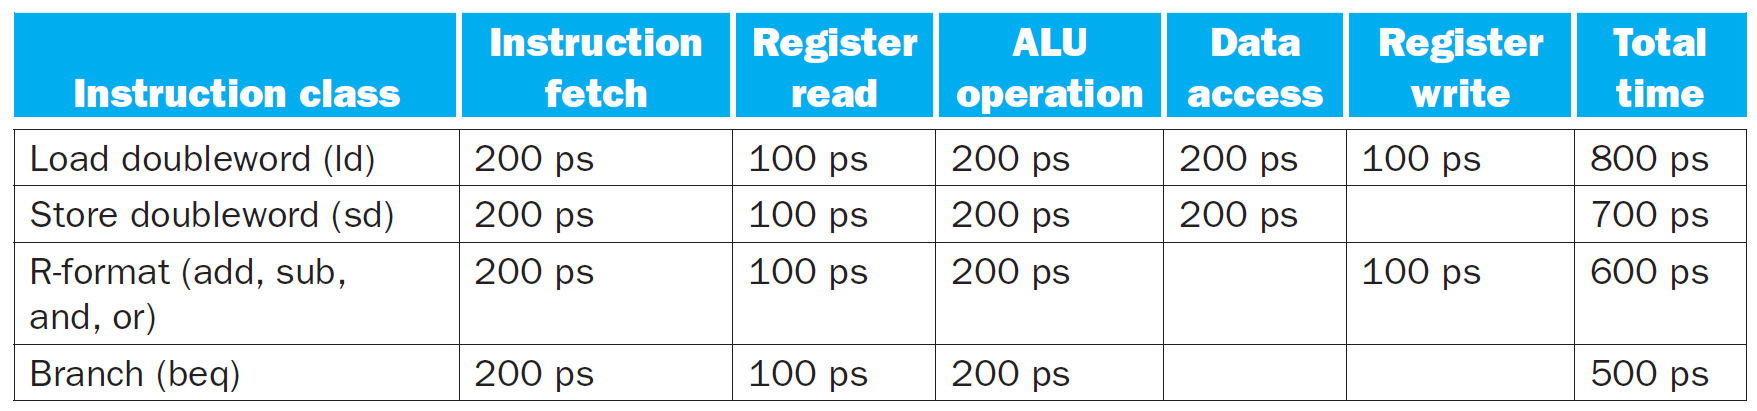 Instruction class Instruction fetch Register read ALU operation Data access Register write Total time
Load doubleword (ld) 200 ps 100 ps 200 ps 200 ps 100 ps 800 ps
Store doubleword (sd) 200 ps 100 ps 200 ps 200 ps 700 ps
R-format (add, sub, 200 ps 100 ps 200 ps 100 ps 600 ps
and, or)
Branch (beq) 200 ps 100 ps 200 ps 500 ps